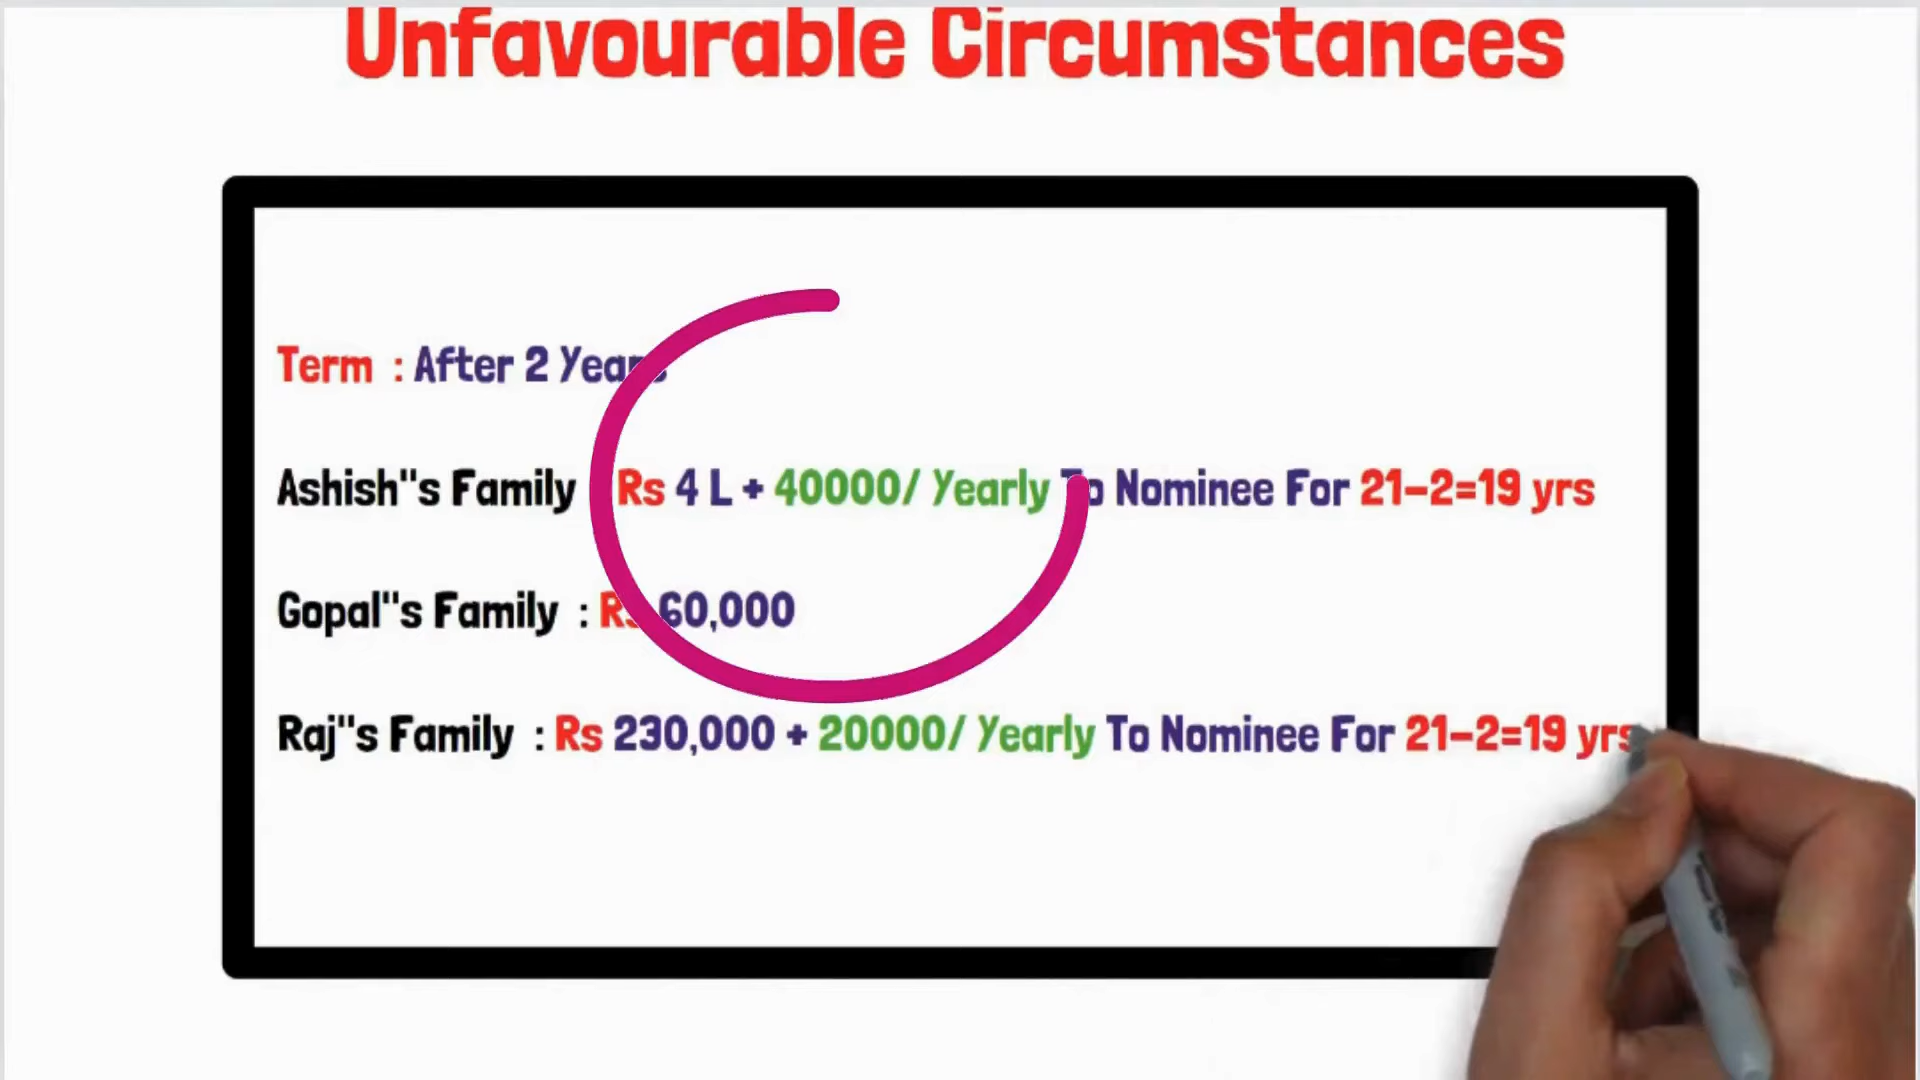 Unfavourable Circumstances
Term : After 2 Years
Ashish"s Family Rs 4 L + 40000/ Yearly To Nominee For 21-2=19 yrs
Gopal"s Family : Rs 60,000
Raj"s Family : Rs 230,000 + 20000/ Yearly To Nominee For 21-2=19 yrs